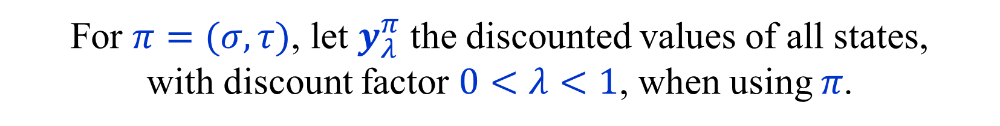 For π = (σ, τ), let y_λ^π the discounted values of all states,
with discount factor 0 < λ < 1, when using π.